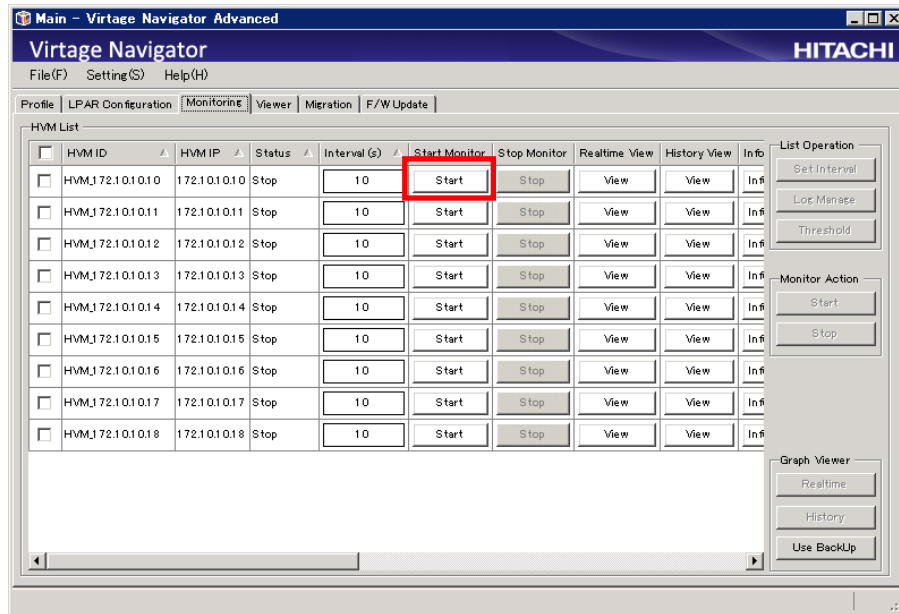 Main - Virtage Navigator Advanced
Virtage Navigator HITACHI
File(F) Setting(S) Help(H)
Profile LPAR Configuration Monitoring Viewer Migration F/W Update
HVM List
HVM ID HVM IP Status Interval (s) Start Monitor Stop Monitor Realtime View History View Info
HVM_172.10.10.10 172.10.10.10 Stop 10 Start Stop View View Inf
HVM_172.10.10.11 172.10.10.11 Stop 10 Start Stop View View Inf
HVM_172.10.10.12 172.10.10.12 Stop 10 Start Stop View View Inf
HVM_172.10.10.13 172.10.10.13 Stop 10 Start Stop View View Inf
HVM_172.10.10.14 172.10.10.14 Stop 10 Start Stop View View Inf
HVM_172.10.10.15 172.10.10.15 Stop 10 Start Stop View View Inf
HVM_172.10.10.16 172.10.10.16 Stop 10 Start Stop View View Inf
HVM_172.10.10.17 172.10.10.17 Stop 10 Start Stop View View Inf
HVM_172.10.10.18 172.10.10.18 Stop 10 Start Stop View View Inf
List Operation
Set Interval
Log Manage
Threshold
Monitor Action
Start
Stop
Graph Viewer
Realtime
History
Use BackUp